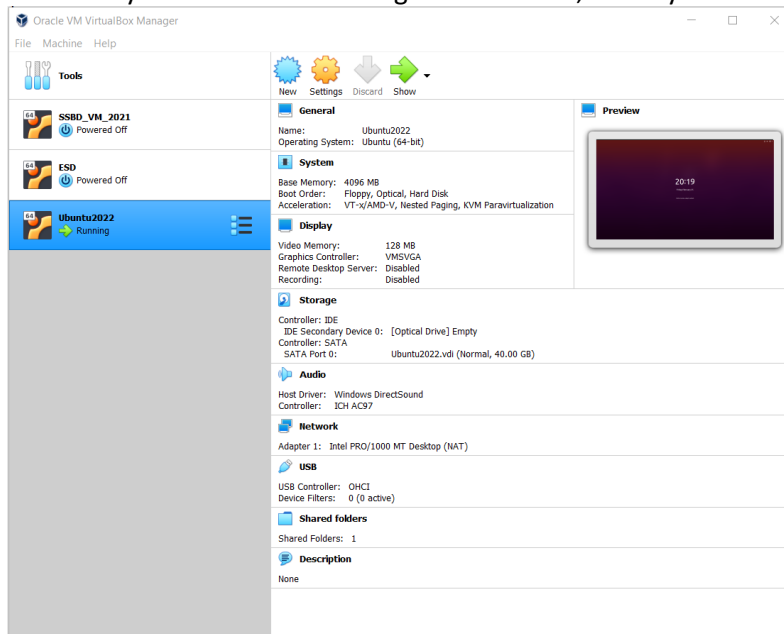 Oracle VM VirtualBox Manager
File Machine Help
Tools
New Settings Discard Show
64 SSBD_VM_2021
Powered Off
64 ESD
Powered Off
64 Ubuntu2022
Running
General
Name: Ubuntu2022
Operating System: Ubuntu (64-bit)
Preview
20:19
System
Base Memory: 4096 MB
Boot Order: Floppy, Optical, Hard Disk
Acceleration: VT-x/AMD-V, Nested Paging, KVM Paravirtualization
Display
Video Memory: 128 MB
Graphics Controller: VMSVGA
Remote Desktop Server: Disabled
Recording: Disabled
Storage
Controller: IDE
IDE Secondary Device 0: [Optical Drive] Empty
Controller: SATA
SATA Port 0: Ubuntu2022.vdi (Normal, 40.00 GB)
Audio
Host Driver: Windows DirectSound
Controller: ICH AC97
Network
Adapter 1: Intel PRO/1000 MT Desktop (NAT)
USB
USB Controller: OHCI
Device Filters: 0 (0 active)
Shared folders
Shared Folders: 1
Description
None